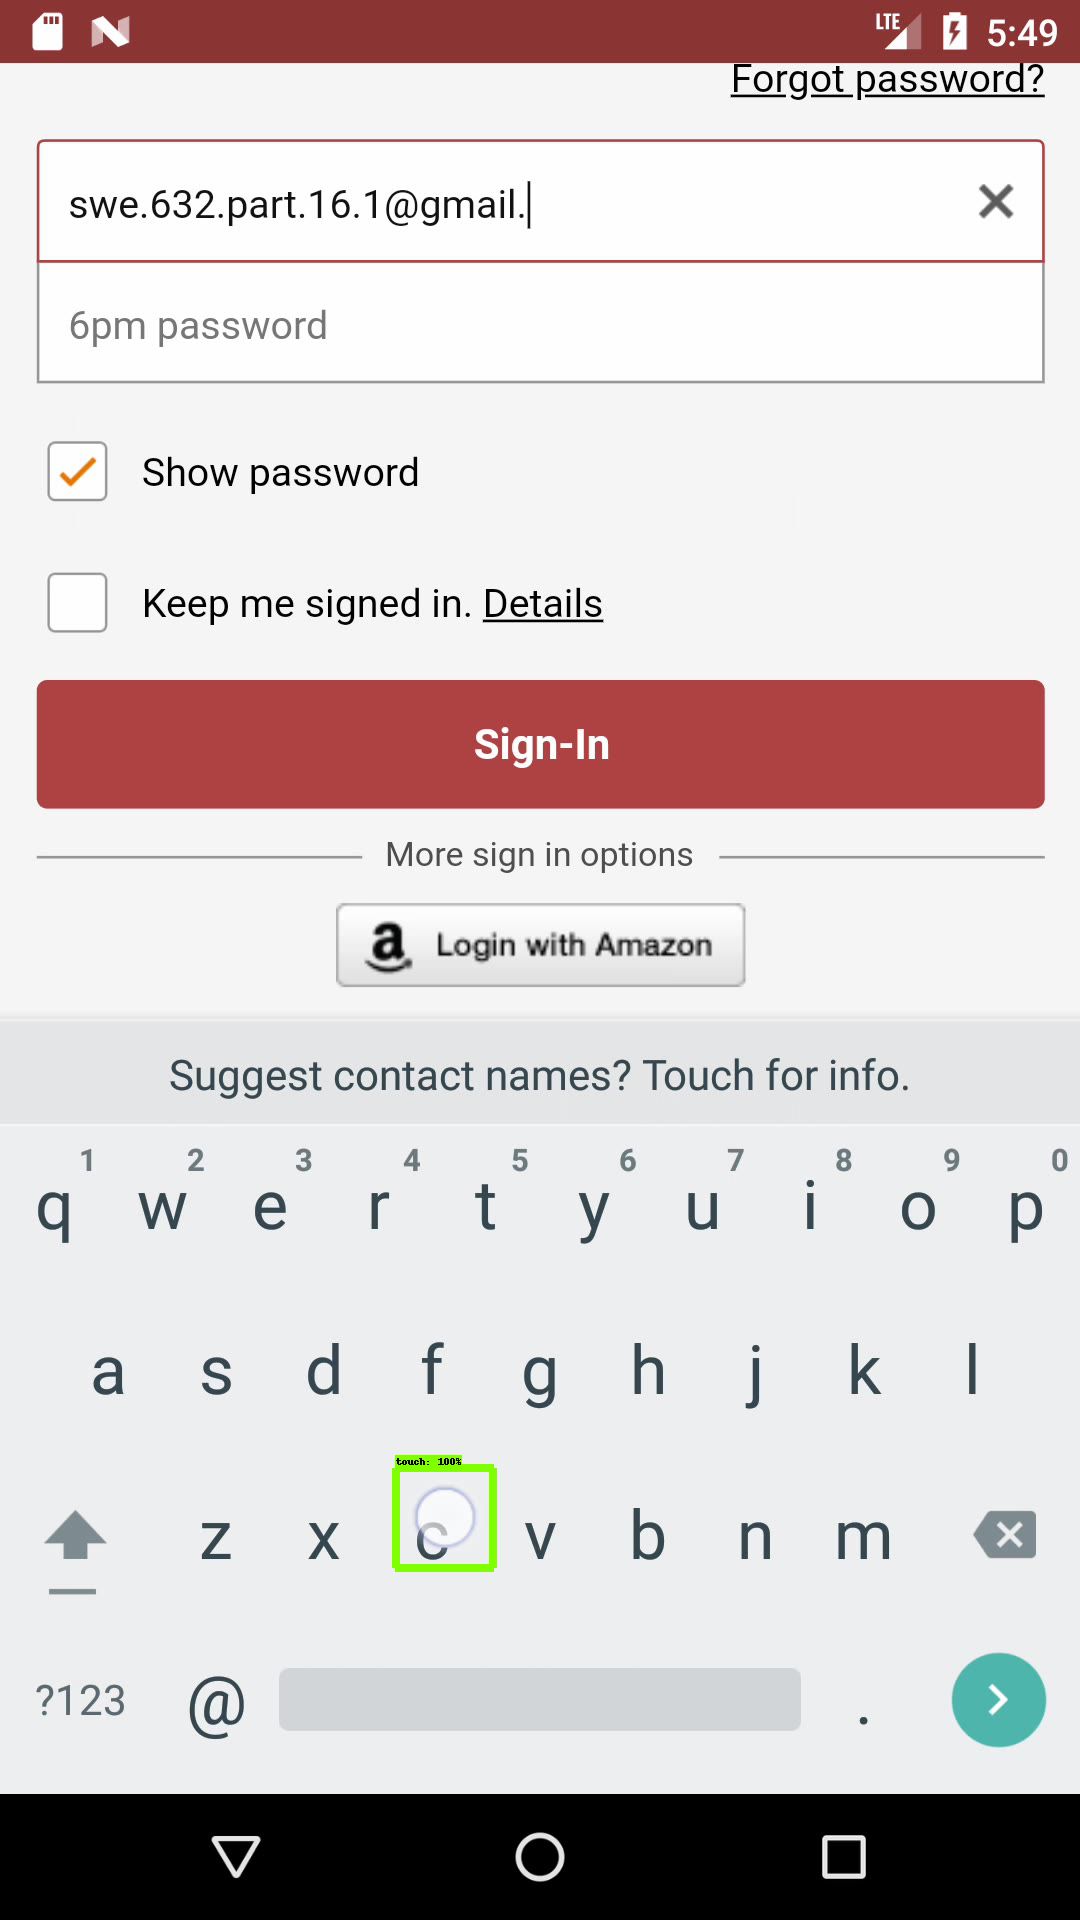 LTE 5:49
Forgot password?
swe.632.part.16.1@gmail.
6pm password
Show password
Keep me signed in. Details
Sign-In
More sign in options
a Login with Amazon
Suggest contact names? Touch for info.
1 2 3 4 5 6 7 8 9 0
q w e r t y u i o p
a s d f g h j k l
touch: 100%
z x c v b n m
?123 @ .